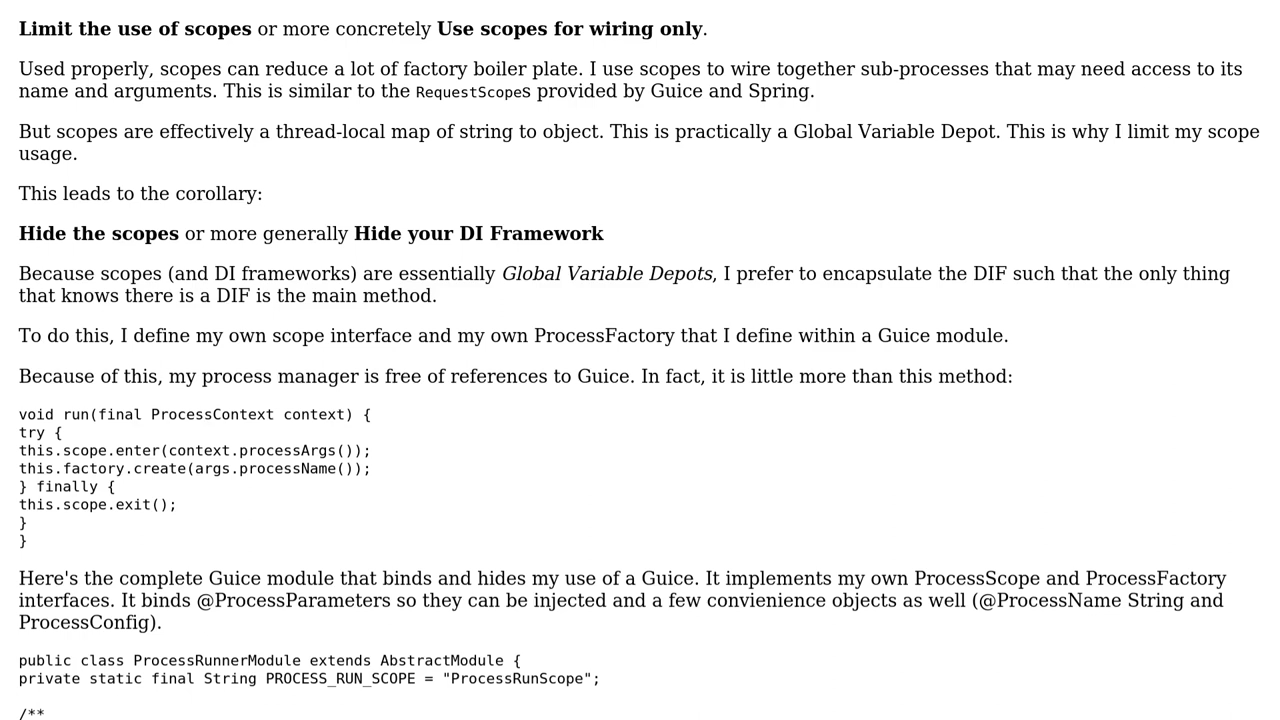 Limit the use of scopes or more concretely Use scopes for wiring only.
Used properly, scopes can reduce a lot of factory boiler plate. I use scopes to wire together sub-processes that may need access to its
name and arguments. This is similar to the RequestScopeS provided by Guice and Spring.
But scopes are effectively a thread-local map of string to object. This is practically a Global Variable Depot. This is why I limit my scope
usage.
This leads to the corollary:
Hide the scopes or more generally Hide your DI Framework
Because scopes (and DI frameworks) are essentially Global Variable Depots, I prefer to encapsulate the DIF such that the only thing
that knows there is a DIF is the main method.
To do this, I define my own scope interface and my own ProcessFactory that I define within a Guice module.
Because of this, my process manager is free of references to Guice. In fact, it is little more than this method:
void run(final ProcessContext context) {
try {
this.scope.enter(context.processArgs());
this.factory.create(args.processName());
} finally {
this.scope.exit();
}
}
Here's the complete Guice module that binds and hides my use of a Guice. It implements my own ProcessScope and ProcessFactory
interfaces. It binds @ProcessParameters so they can be injected and a few convienience objects as well (@ProcessName String and
ProcessConfig).
public class ProcessRunnerModule extends AbstractModule {
private static final String PROCESS_RUN_SCOPE = "ProcessRunScope";
/**